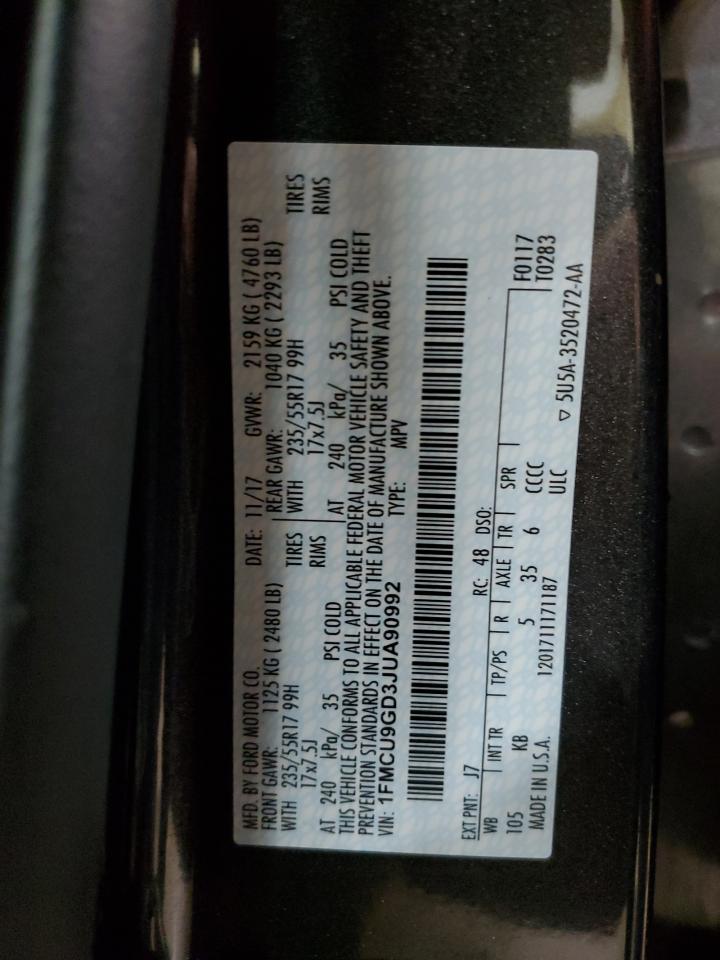 MFD. BY FORD MOTOR CO.
DATE: 11/17 GVWR: 2159 KG ( 4760 LB)
FRONT GAWR: 1125 KG ( 2480 LB)
REAR GAWR: 1040 KG ( 2293 LB)
WITH 235/55R17 99H TIRES
WITH 235/55R17 99H TIRES
17x7.5J RIMS
17x7.5J RIMS
AT 240 kPa/ 35 PSI COLD
AT 240 kPa/ 35 PSI COLD
THIS VEHICLE CONFORMS TO ALL APPLICABLE FEDERAL MOTOR VEHICLE SAFETY AND THEFT
PREVENTION STANDARDS IN EFFECT ON THE DATE OF MANUFACTURE SHOWN ABOVE.
VIN: 1FMCU9GD3JUA90992 TYPE: MPV
EXT PNT: J7 RC: 48 DSO:
WB INT TR TP/PS R AXLE TR SPR F0117
105 KB 5 35 6 CCCC T0283
MADE IN U.S.A. 1201711171187 ULC
▽ 5U5A-3520472-AA